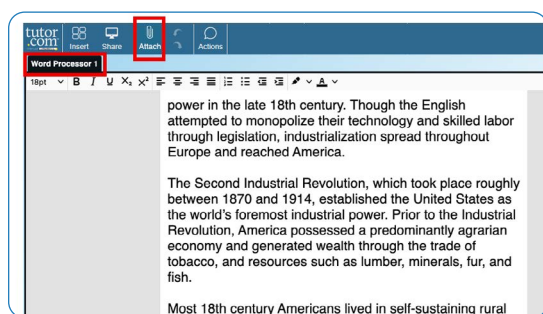 tutor
.com
Insert
Share
Attach
Actions
Word Processor 1
18pt B I U X₂ X² A
power in the late 18th century. Though the English
attempted to monopolize their technology and skilled labor
through legislation, industrialization spread throughout
Europe and reached America.
The Second Industrial Revolution, which took place roughly
between 1870 and 1914, established the United States as
the world's foremost industrial power. Prior to the Industrial
Revolution, America possessed a predominantly agrarian
economy and generated wealth through the trade of
tobacco, and resources such as lumber, minerals, fur, and
fish.
Most 18th century Americans lived in self-sustaining rural